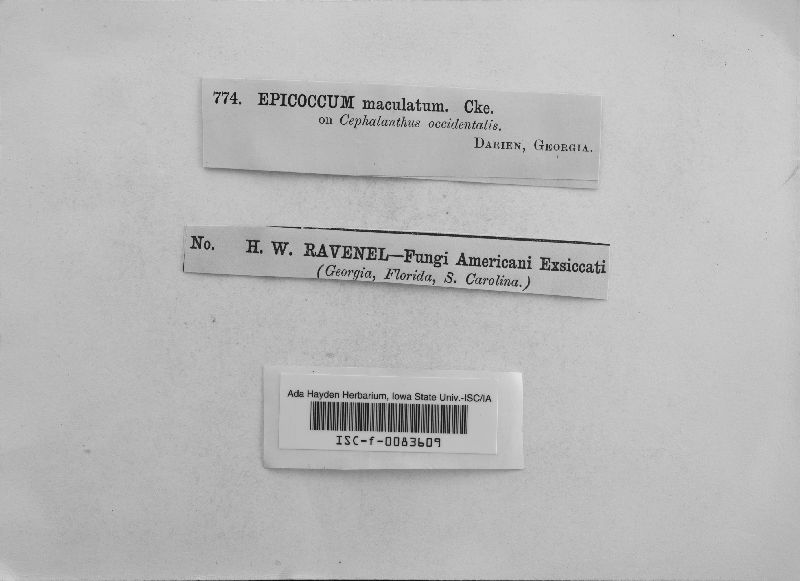 774. EPICOCCUM maculatum. Cke.
on Cephalanthus occidentalis.
DARIEN, GEORGIA.
No. H. W. RAVENEL—Fungi Americani Exsiccati
(Georgia, Florida, S. Carolina.)
Ada Hayden Herbarium, Iowa State Univ.-ISC/IA
ISC-f-0083609